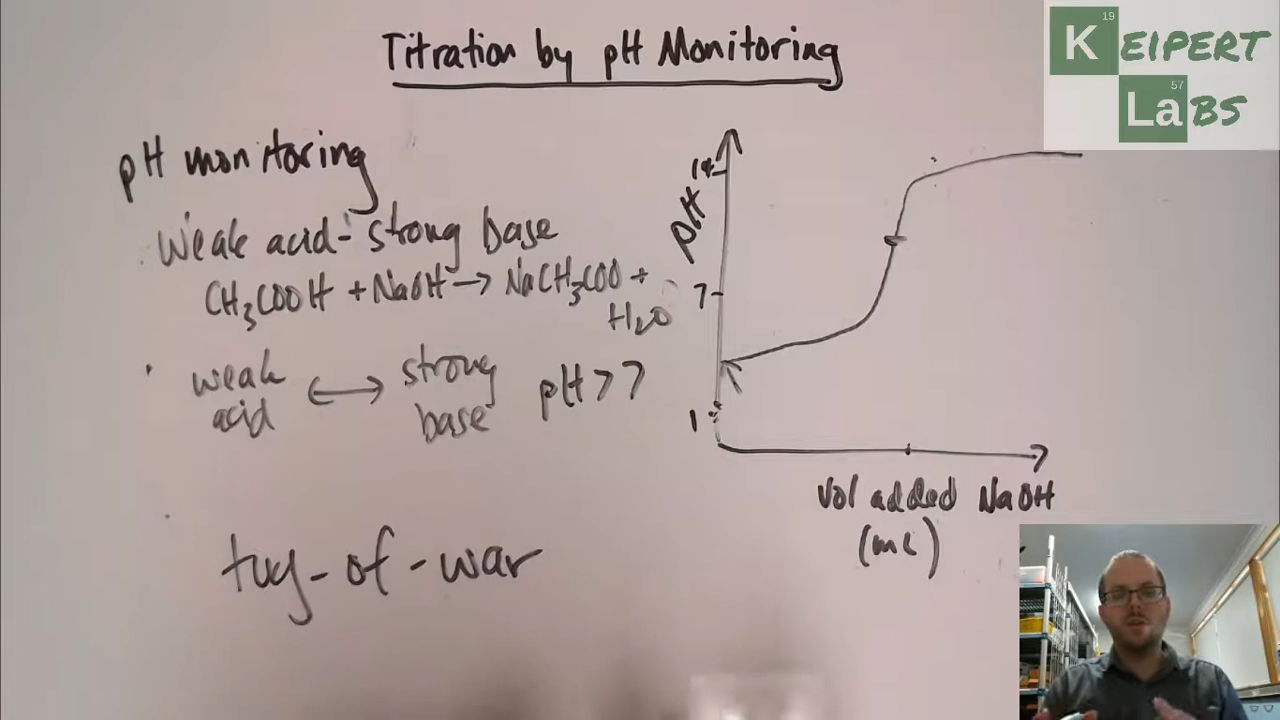 Titration by pH Monitoring
19
KEIPERT
57
LABS
pH monitoring
Weak acid - strong base
CH₃COOH + NaOH → NaCH₃COO +
H₂O
weak acid ↔ strong base pH > 7
tug-of-war
pH
14
7
1
Vol added NaOH
(mL)